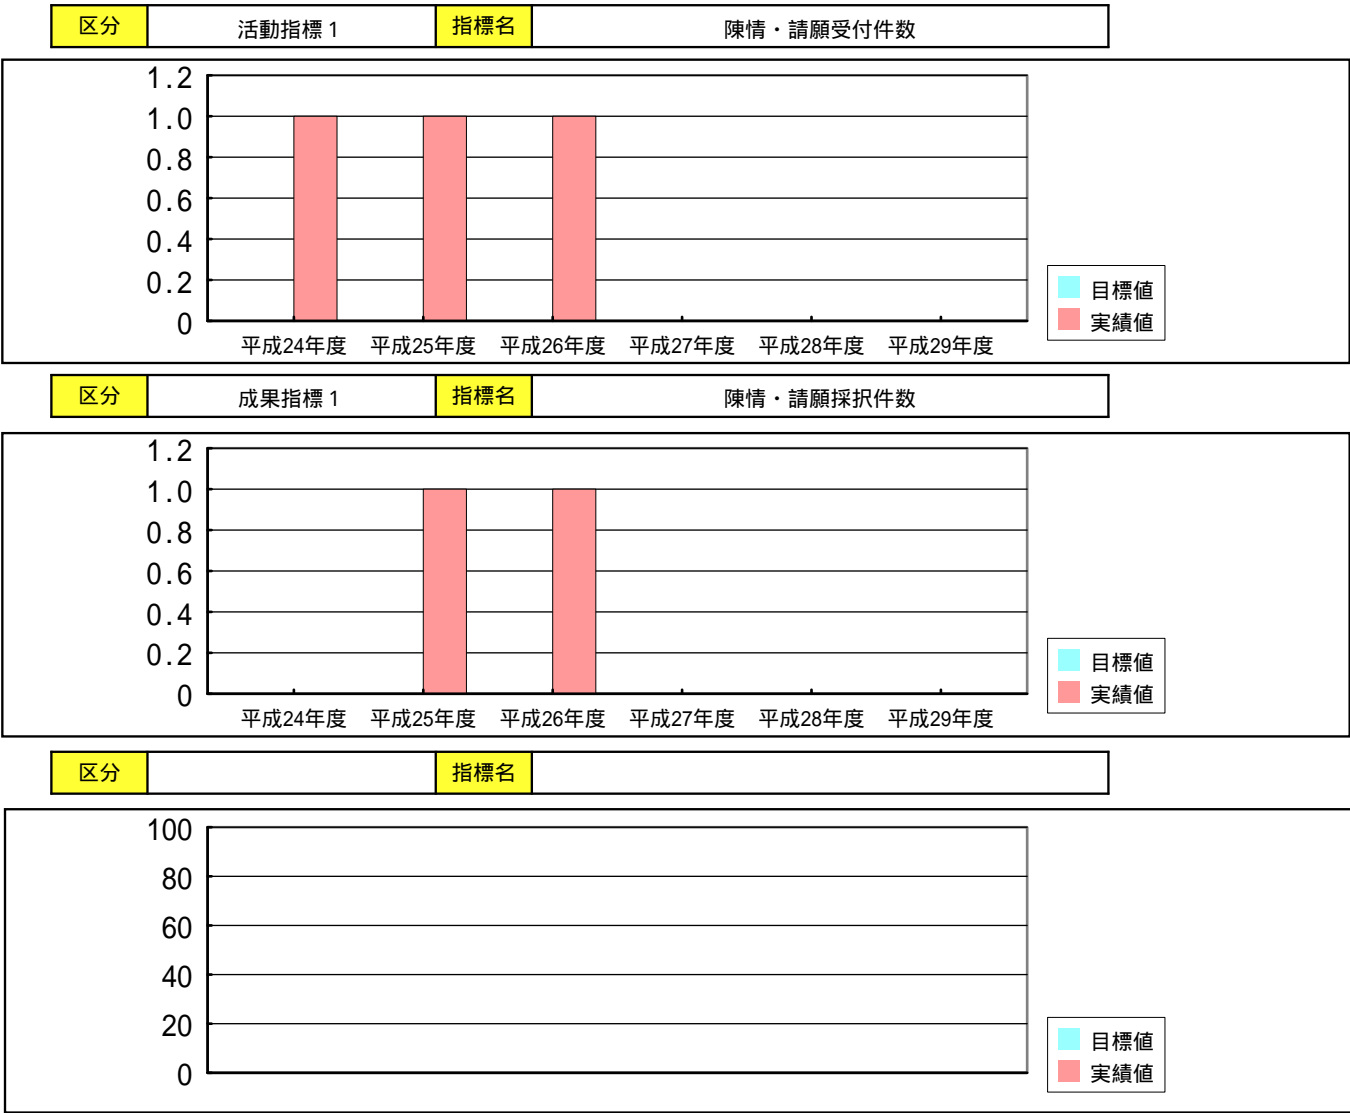 区分 活動指標1 指標名 陳情・請願受付件数
1.2
1.0
0.8
0.6
0.4
0.2
0
平成24年度 平成25年度 平成26年度 平成27年度 平成28年度 平成29年度
目標値
実績値
区分 成果指標1 指標名 陳情・請願採択件数
1.2
1.0
0.8
0.6
0.4
0.2
0
平成24年度 平成25年度 平成26年度 平成27年度 平成28年度 平成29年度
目標値
実績値
区分 指標名
100
80
60
40
20
0
目標値
実績値